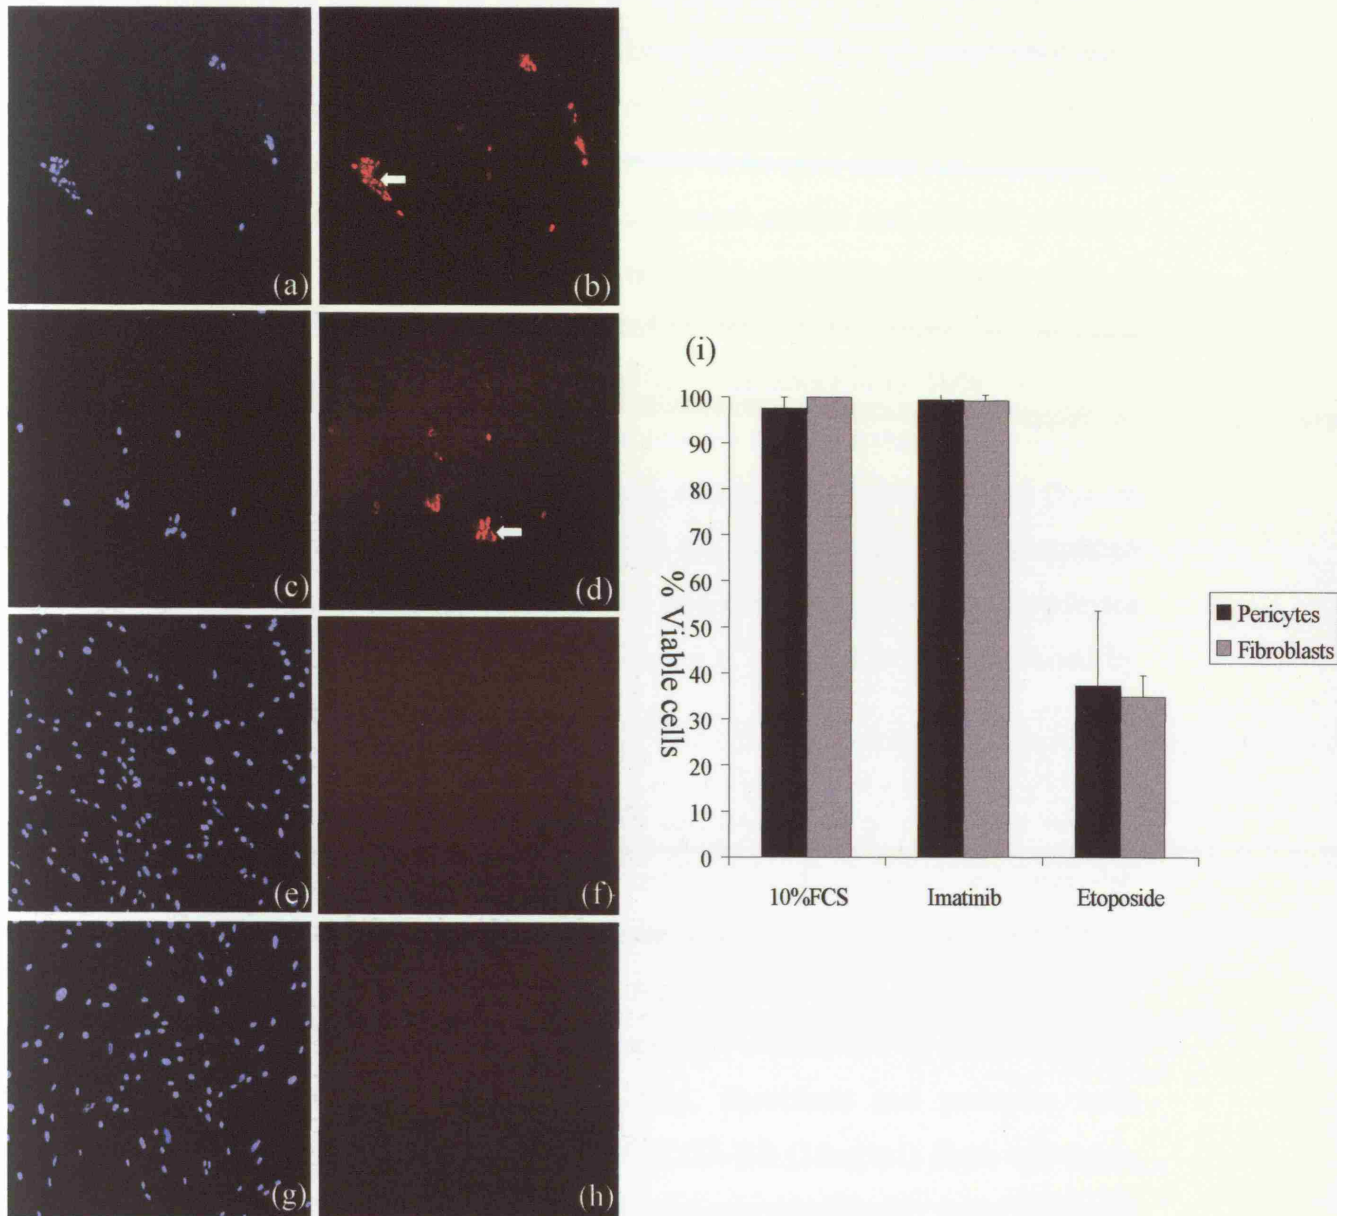 (a)
(b)
(c)
(d)
(e)
(f)
(g)
(h)
(i)
% Viable cells
100
90
80
70
60
50
40
30
20
10
0
10%FCS
Imatinib
Etoposide
Pericytes
Fibroblasts